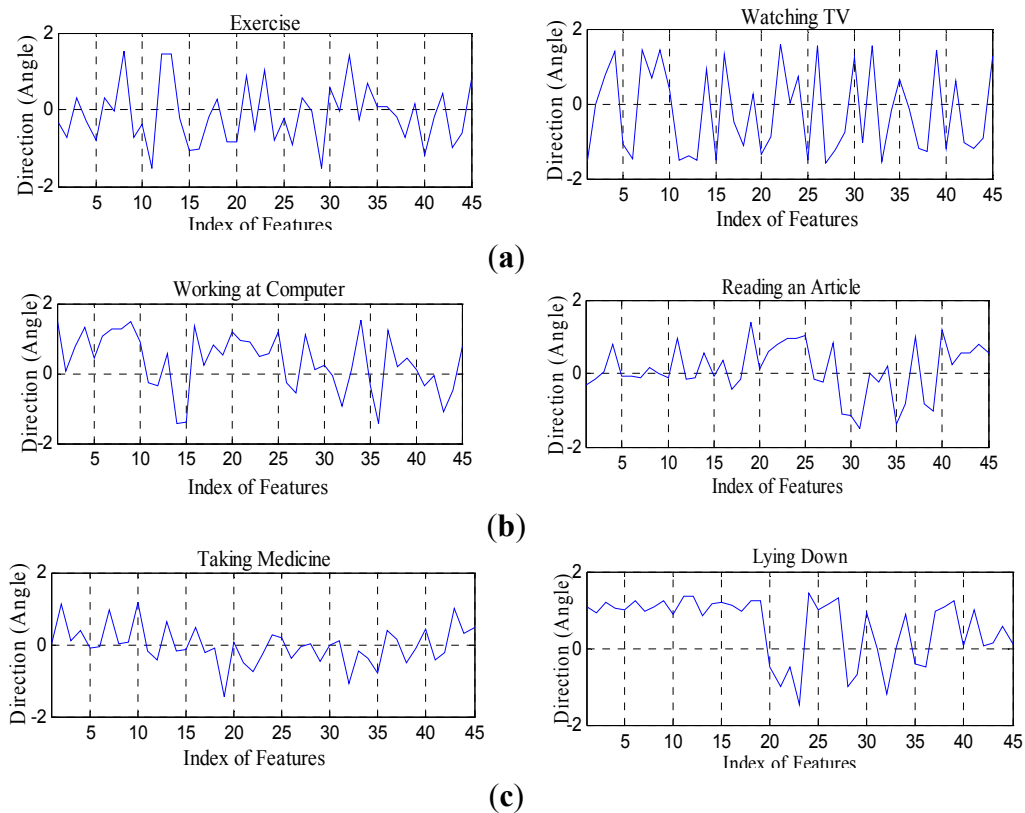 Exercise
Direction (Angle)
2
0
-2
5 10 15 20 25 30 35 40 45
Index of Features
Watching TV
Direction (Angle)
2
0
-2
5 10 15 20 25 30 35 40 45
Index of Features
(a)
Working at Computer
Direction (Angle)
2
0
-2
5 10 15 20 25 30 35 40 45
Index of Features
Reading an Article
Direction (Angle)
2
0
-2
5 10 15 20 25 30 35 40 45
Index of Features
(b)
Taking Medicine
Direction (Angle)
2
0
-2
5 10 15 20 25 30 35 40 45
Index of Features
Lying Down
Direction (Angle)
2
0
-2
5 10 15 20 25 30 35 40 45
Index of Features
(c)